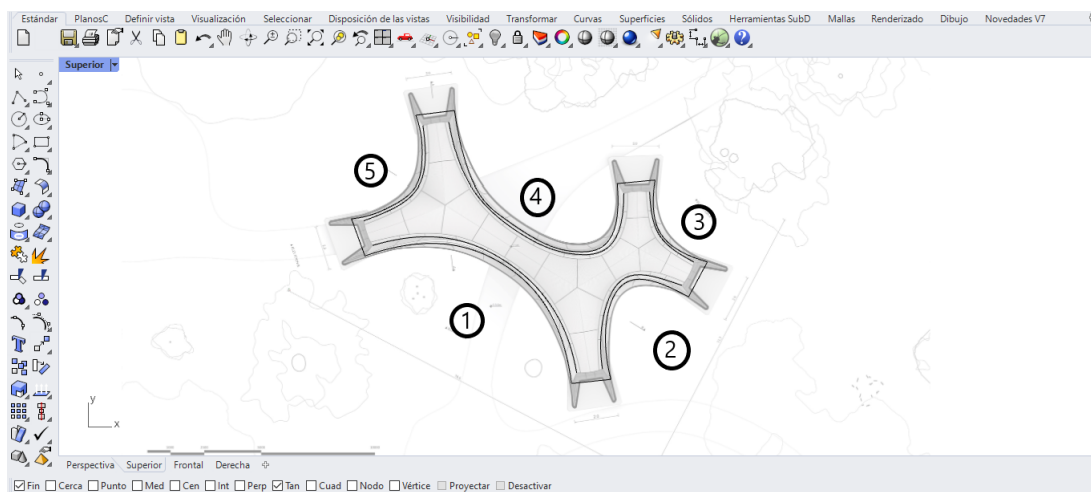 Estándar PlanosC Definir vista Visualización Seleccionar Disposición de las vistas Visibilidad Transformar Curvas Superficies Sólidos Herramientas SubD Mallas Renderizado Dibujo Novedades V7
Superior
5
4
3
1
2
y
x
Perspectiva Superior Frontal Derecha
Fin Cerca Punto Med Cen Int Perp Tan Cuad Nodo Vértice Proyectar Desactivar